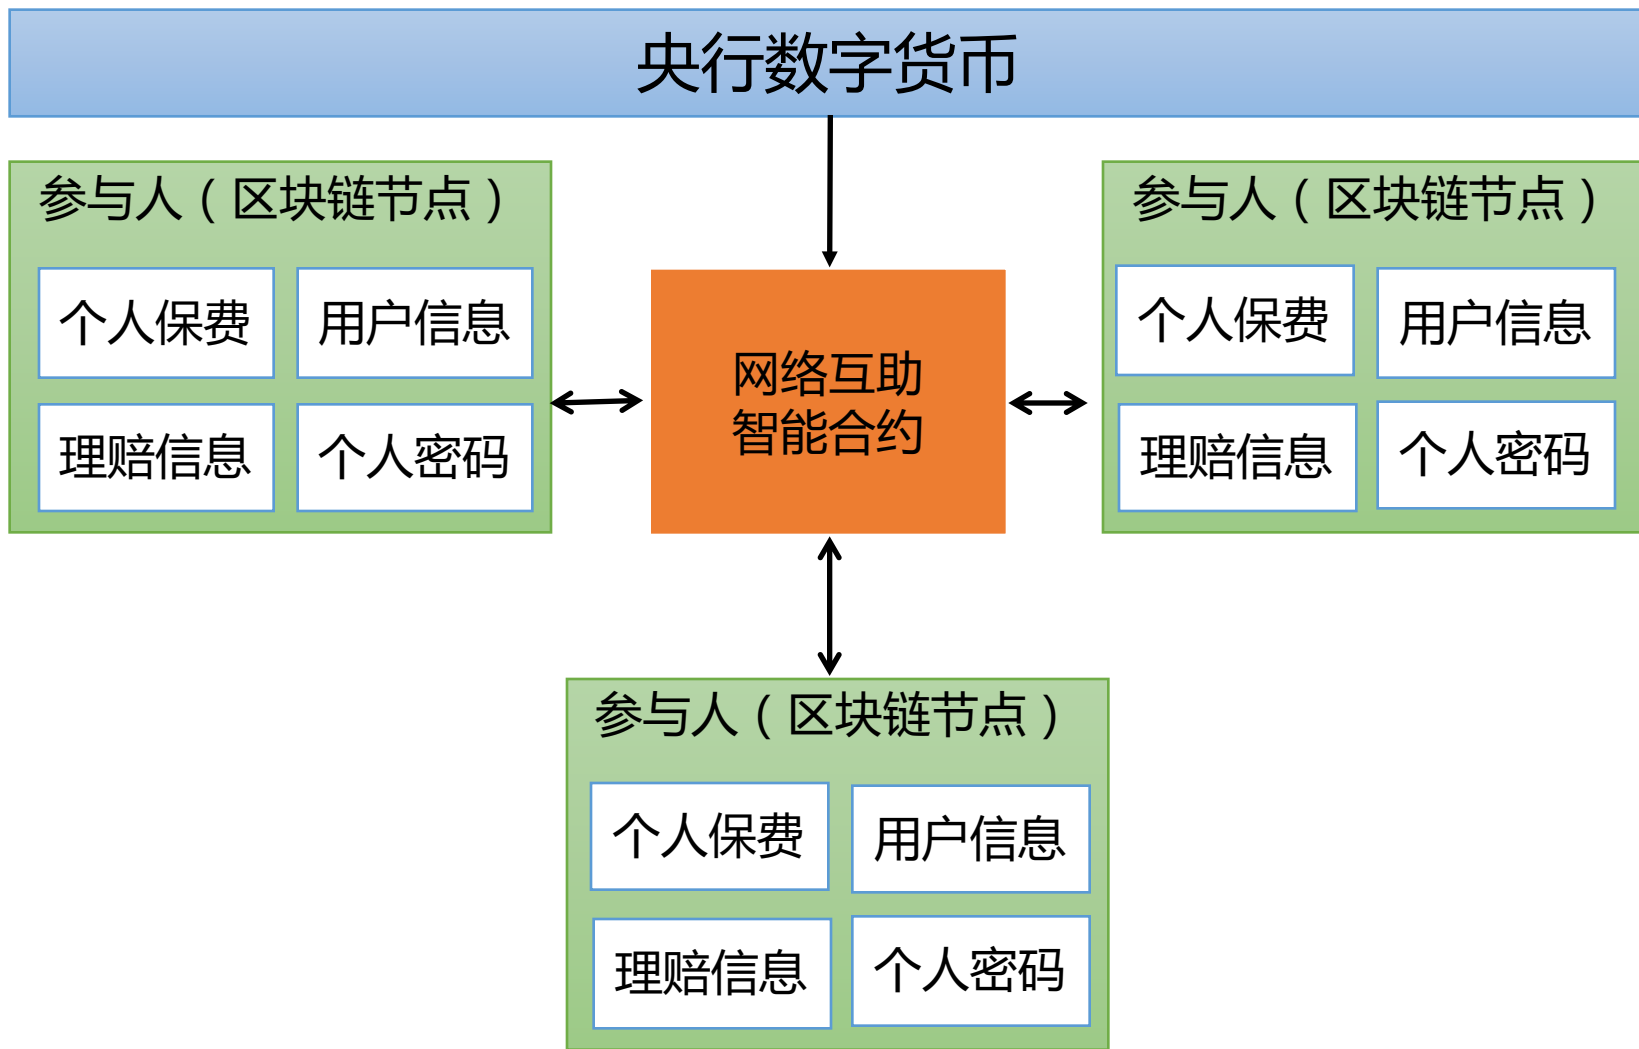 央行数字货币
参与人（区块链节点）
个人保费
用户信息
理赔信息
个人密码
网络互助
智能合约
参与人（区块链节点）
个人保费
用户信息
理赔信息
个人密码
参与人（区块链节点）
个人保费
用户信息
理赔信息
个人密码